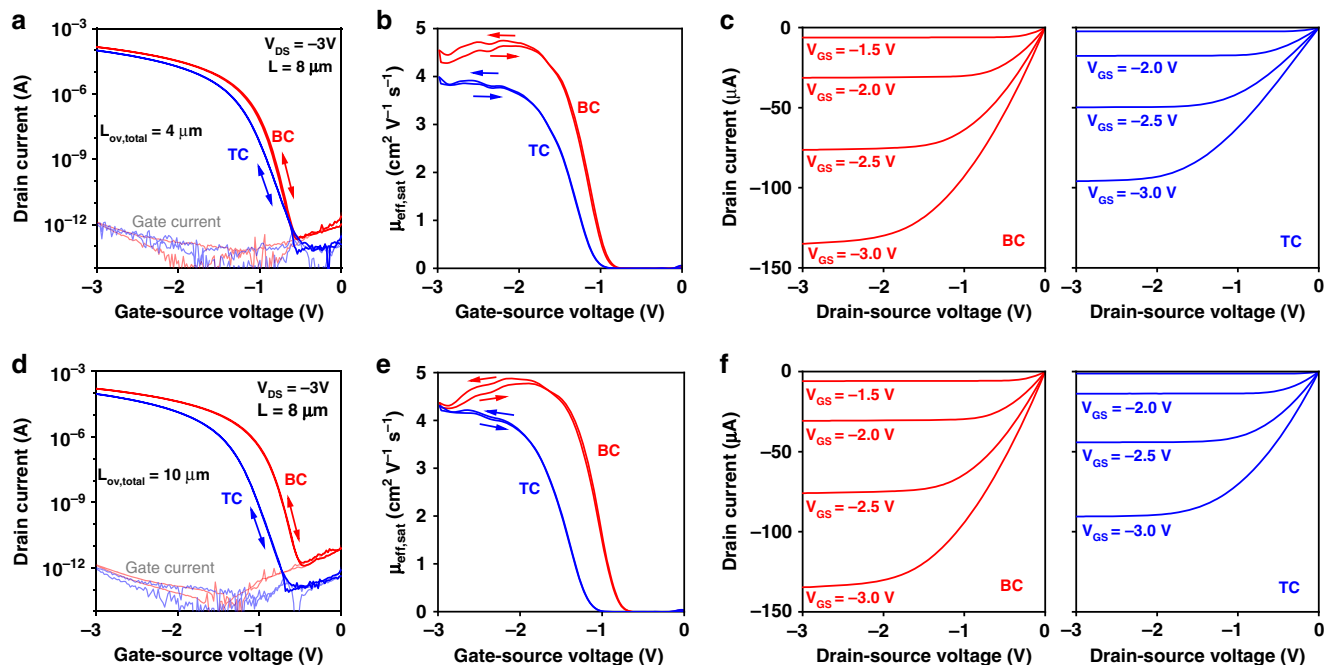 a
10⁻³
10⁻⁶
10⁻⁹
10⁻¹²
Drain current (A)
V_DS = −3V
L = 8 μm
L_ov,total = 4 μm
BC
TC
Gate current
−3 −2 −1 0
Gate-source voltage (V)
b
5
4
3
2
1
0
μ_eff,sat (cm² V⁻¹ s⁻¹)
BC
TC
−3 −2 −1 0
Gate-source voltage (V)
c
0
−50
−100
−150
Drain current (μA)
V_GS = −1.5 V
V_GS = −2.0 V
V_GS = −2.5 V
V_GS = −3.0 V
BC
−3 −2 −1 0
Drain-source voltage (V)
V_GS = −2.0 V
V_GS = −2.5 V
V_GS = −3.0 V
TC
−3 −2 −1 0
Drain-source voltage (V)
d
10⁻³
10⁻⁶
10⁻⁹
10⁻¹²
Drain current (A)
V_DS = −3V
L = 8 μm
L_ov,total = 10 μm
BC
TC
Gate current
−3 −2 −1 0
Gate-source voltage (V)
e
5
4
3
2
1
0
μ_eff,sat (cm² V⁻¹ s⁻¹)
BC
TC
−3 −2 −1 0
Gate-source voltage (V)
f
0
−50
−100
−150
Drain current (μA)
V_GS = −1.5 V
V_GS = −2.0 V
V_GS = −2.5 V
V_GS = −3.0 V
BC
−3 −2 −1 0
Drain-source voltage (V)
V_GS = −2.0 V
V_GS = −2.5 V
V_GS = −3.0 V
TC
−3 −2 −1 0
Drain-source voltage (V)